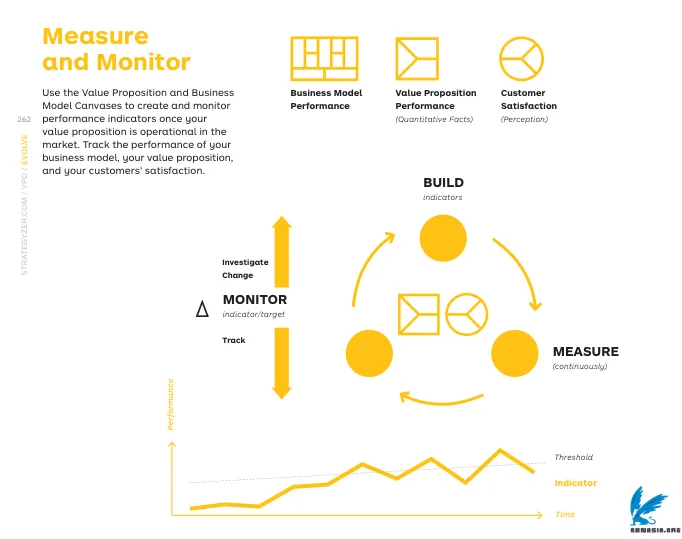 Measure
and Monitor
Use the Value Proposition and Business
Model Canvases to create and monitor
performance indicators once your
value proposition is operational in the
market. Track the performance of your
business model, your value proposition,
and your customers’ satisfaction.
262
STRATEGYZER.COM / VPD / EVOLVE
Business Model
Performance
Value Proposition
Performance
(Quantitative Facts)
Customer
Satisfaction
(Perception)
BUILD
indicators
Investigate
Change
Δ
MONITOR
indicator/target
Track
MEASURE
(continuously)
Performance
Threshold
Indicator
Time
ABMASIA.ORG